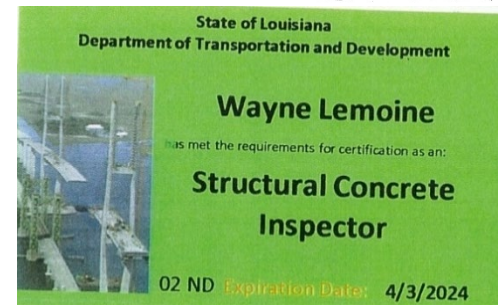 State of Louisiana
Department of Transportation and Development
Wayne Lemoine
has met the requirements for certification as an:
Structural Concrete
Inspector
02 ND Expiration Date: 4/3/2024